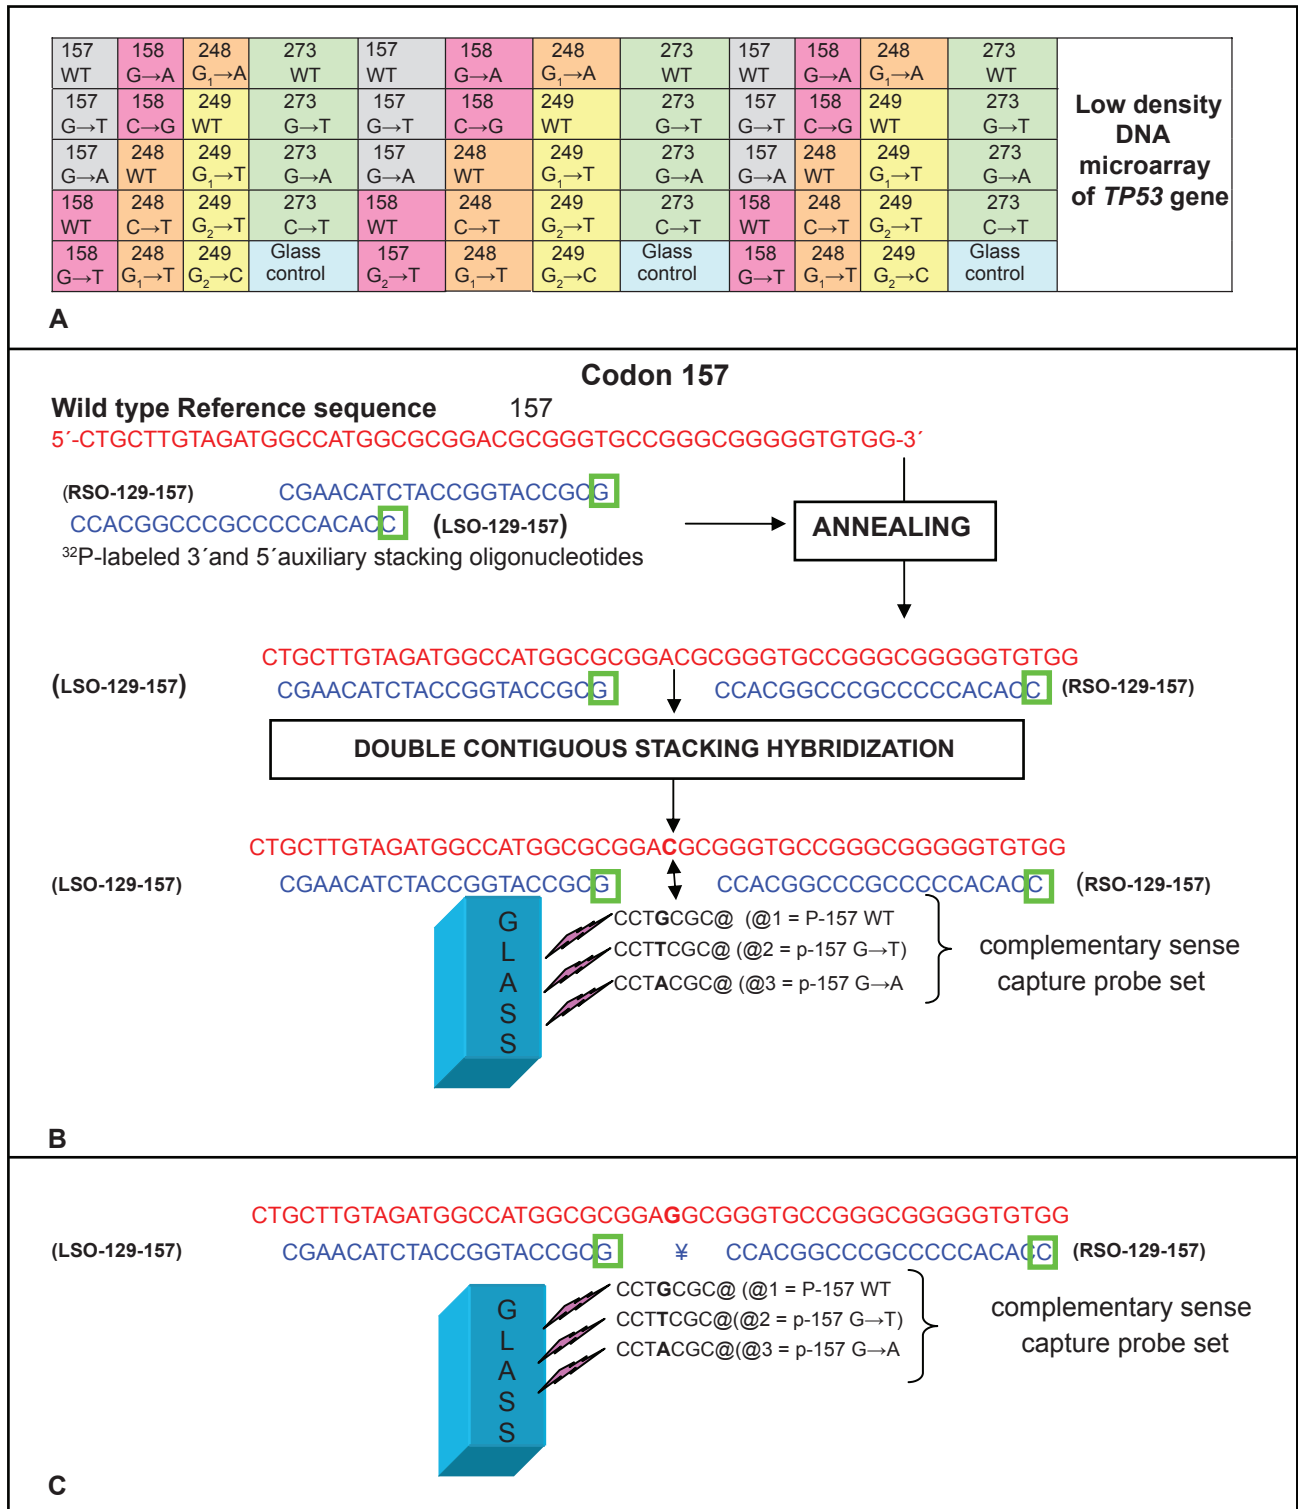 157 158 248 273 157 158 248 273 157 158 248 273
WT G→A G₁→A WT WT G→A G₁→A WT WT G→A G₁→A WT
157 158 249 273 157 158 249 273 157 158 249 273
G→T C→G WT G→T G→T C→G WT G→T G→T C→G WT G→T
157 248 249 273 157 248 249 273 157 248 249 273
G→A WT G₁→T G→A G→A WT G₁→T G→A G→A WT G₁→T G→A
158 248 249 273 158 248 249 273 158 248 249 273
WT C→T G₂→T C→T WT C→T G₂→T C→T WT C→T G₂→T C→T
158 248 249 Glass 157 248 249 Glass 158 248 249 Glass
G→T G₁→T G₂→C control G₂→T G₁→T G₂→C control G→T G₁→T G₂→C control
Low density
DNA
microarray
of TP53 gene
A
Codon 157
Wild type Reference sequence 157
5´-CTGCTTGTAGATGGCCATGGCGCGGACGCGGGTGCCGGGCGGGGGTGTGG-3´
(RSO-129-157) CGAACATCTACCGGTACCGCG
CCACGGCCCGCCCCCACACC (LSO-129-157)
³²P-labeled 3´and 5´auxiliary stacking oligonucleotides
ANNEALING
CTGCTTGTAGATGGCCATGGCGCGGACGCGGGTGCCGGGCGGGGGTGTGG
(LSO-129-157) CGAACATCTACCGGTACCGCG CCACGGCCCGCCCCCACACC (RSO-129-157)
DOUBLE CONTIGUOUS STACKING HYBRIDIZATION
CTGCTTGTAGATGGCCATGGCGCGGACGCGGGTGCCGGGCGGGGGTGTGG
(LSO-129-157) CGAACATCTACCGGTACCGCG CCACGGCCCGCCCCCACACC (RSO-129-157)
GLASS
CCTGCGC@ (@1 = P-157 WT
CCTTCGC@ (@2 = p-157 G→T)
CCTACGC@ (@3 = p-157 G→A
complementary sense
capture probe set
B
CTGCTTGTAGATGGCCATGGCGCGGAGGCGGGTGCCGGGCGGGGGTGTGG
(LSO-129-157) CGAACATCTACCGGTACCGCG ¥ CCACGGCCCGCCCCCACACC (RSO-129-157)
GLASS
CCTGCGC@ (@1 = P-157 WT
CCTTCGC@(@2 = p-157 G→T)
CCTACGC@(@3 = p-157 G→A
complementary sense
capture probe set
C